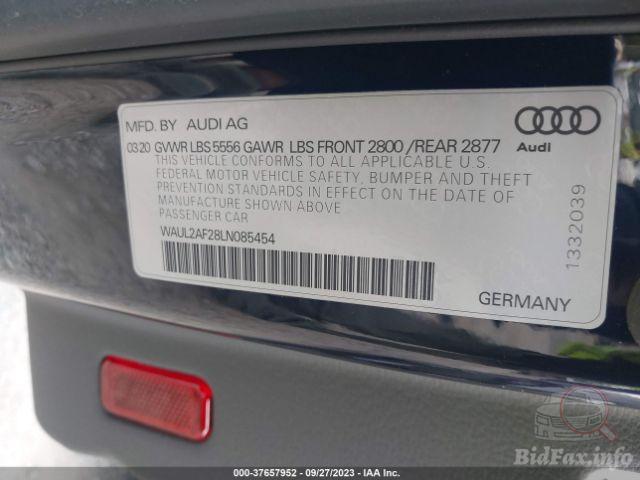 MFD. BY AUDI AG
Audi
03.20 GVWR LBS 5556 GAWR LBS FRONT 2800 /REAR 2877
THIS VEHICLE CONFORMS TO ALL APPLICABLE U.S.
FEDERAL MOTOR VEHICLE SAFETY, BUMPER AND THEFT
PREVENTION STANDARDS IN EFFECT ON THE DATE OF
MANUFACTURE SHOWN ABOVE
PASSENGER CAR
WAUL2AF28LN085454
1332039
GERMANY
000-37657952 - 09/27/2023 - IAA Inc.
BidFax.info